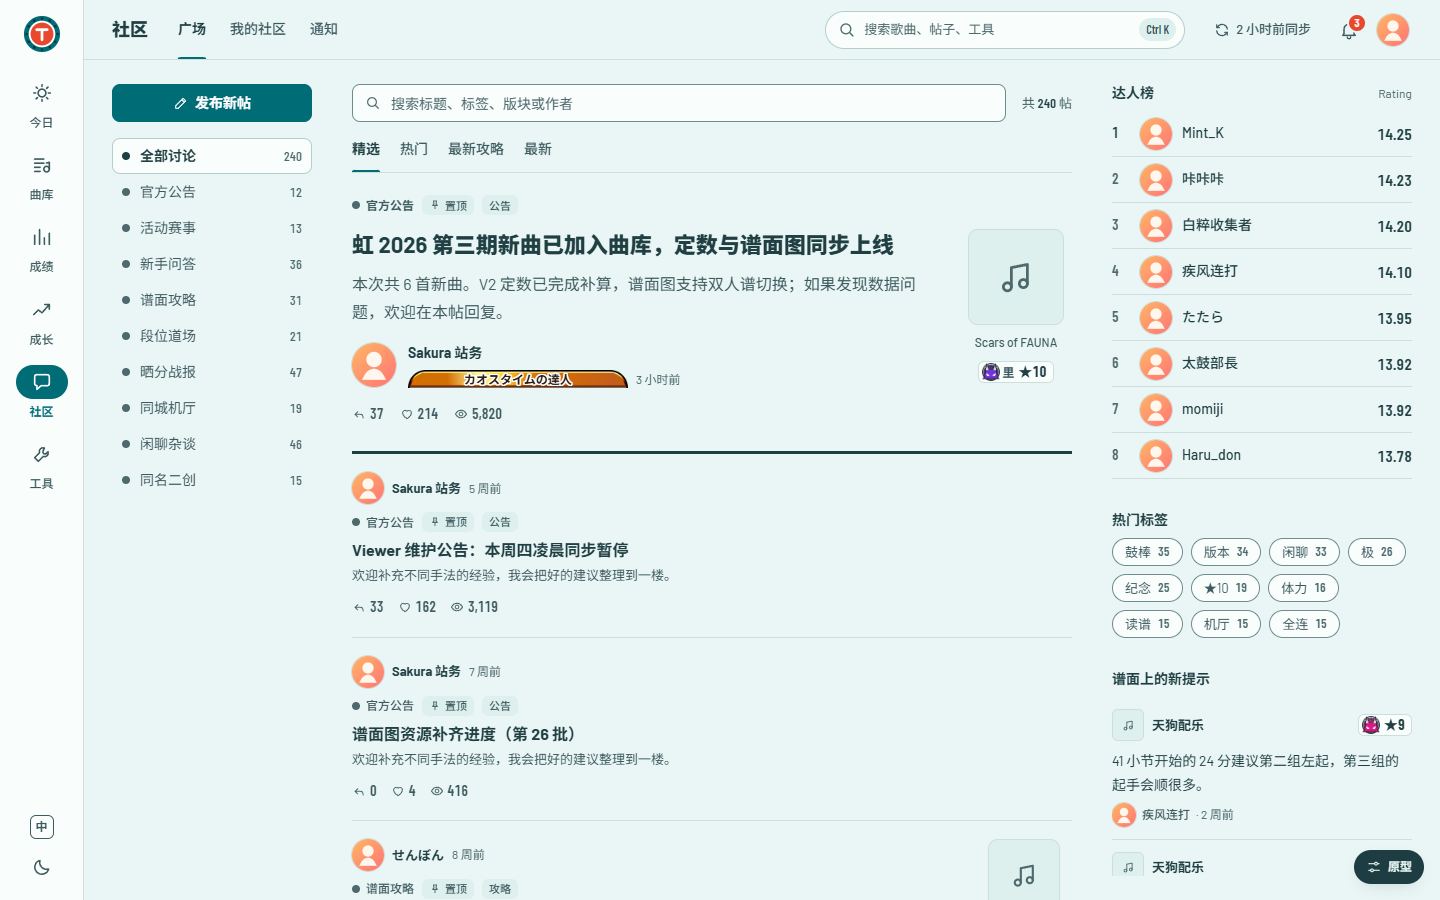 社区
广场
我的社区
通知
搜索歌曲、帖子、工具
Ctrl K
2 小时前同步
3
今日
曲库
成绩
成长
社区
工具
中
发布新帖
全部讨论 240
官方公告 12
活动赛事 13
新手问答 36
谱面攻略 31
段位道场 21
晒分战报 47
同城机厅 19
闲聊杂谈 46
同名二创 15
搜索标题、标签、版块或作者
共 240 帖
精选 热门 最新攻略 最新
官方公告 置顶 公告
虹 2026 第三期新曲已加入曲库，定数与谱面图同步上线
本次共 6 首新曲。V2 定数已完成补算，谱面图支持双人谱切换；如果发现数据问
题，欢迎在本帖回复。
Sakura 站务
カオスタイムの達人 3 小时前
37 214 5,820
Scars of FAUNA
里 ★10
Sakura 站务 5 周前
官方公告 置顶 公告
Viewer 维护公告：本周四凌晨同步暂停
欢迎补充不同手法的经验，我会把好的建议整理到一楼。
33 162 3,119
Sakura 站务 7 周前
官方公告 置顶 公告
谱面图资源补齐进度（第 26 批）
欢迎补充不同手法的经验，我会把好的建议整理到一楼。
0 4 416
せんぽん 8 周前
谱面攻略 置顶 攻略
达人榜 Rating
1 Mint_K 14.25
2 咔咔咔 14.23
3 白粹收集者 14.20
4 疾风连打 14.10
5 たたら 13.95
6 太鼓部長 13.92
7 momiji 13.92
8 Haru_don 13.78
热门标签
鼓棒 35 版本 34 闲聊 33 极 26
纪念 25 ★10 19 体力 16
读谱 15 机厅 15 全连 15
谱面上的新提示
天狗配乐 ★9
41 小节开始的 24 分建议第二组左起，第三组的
起手会顺很多。
疾风连打 · 2 周前
天狗配乐
原型